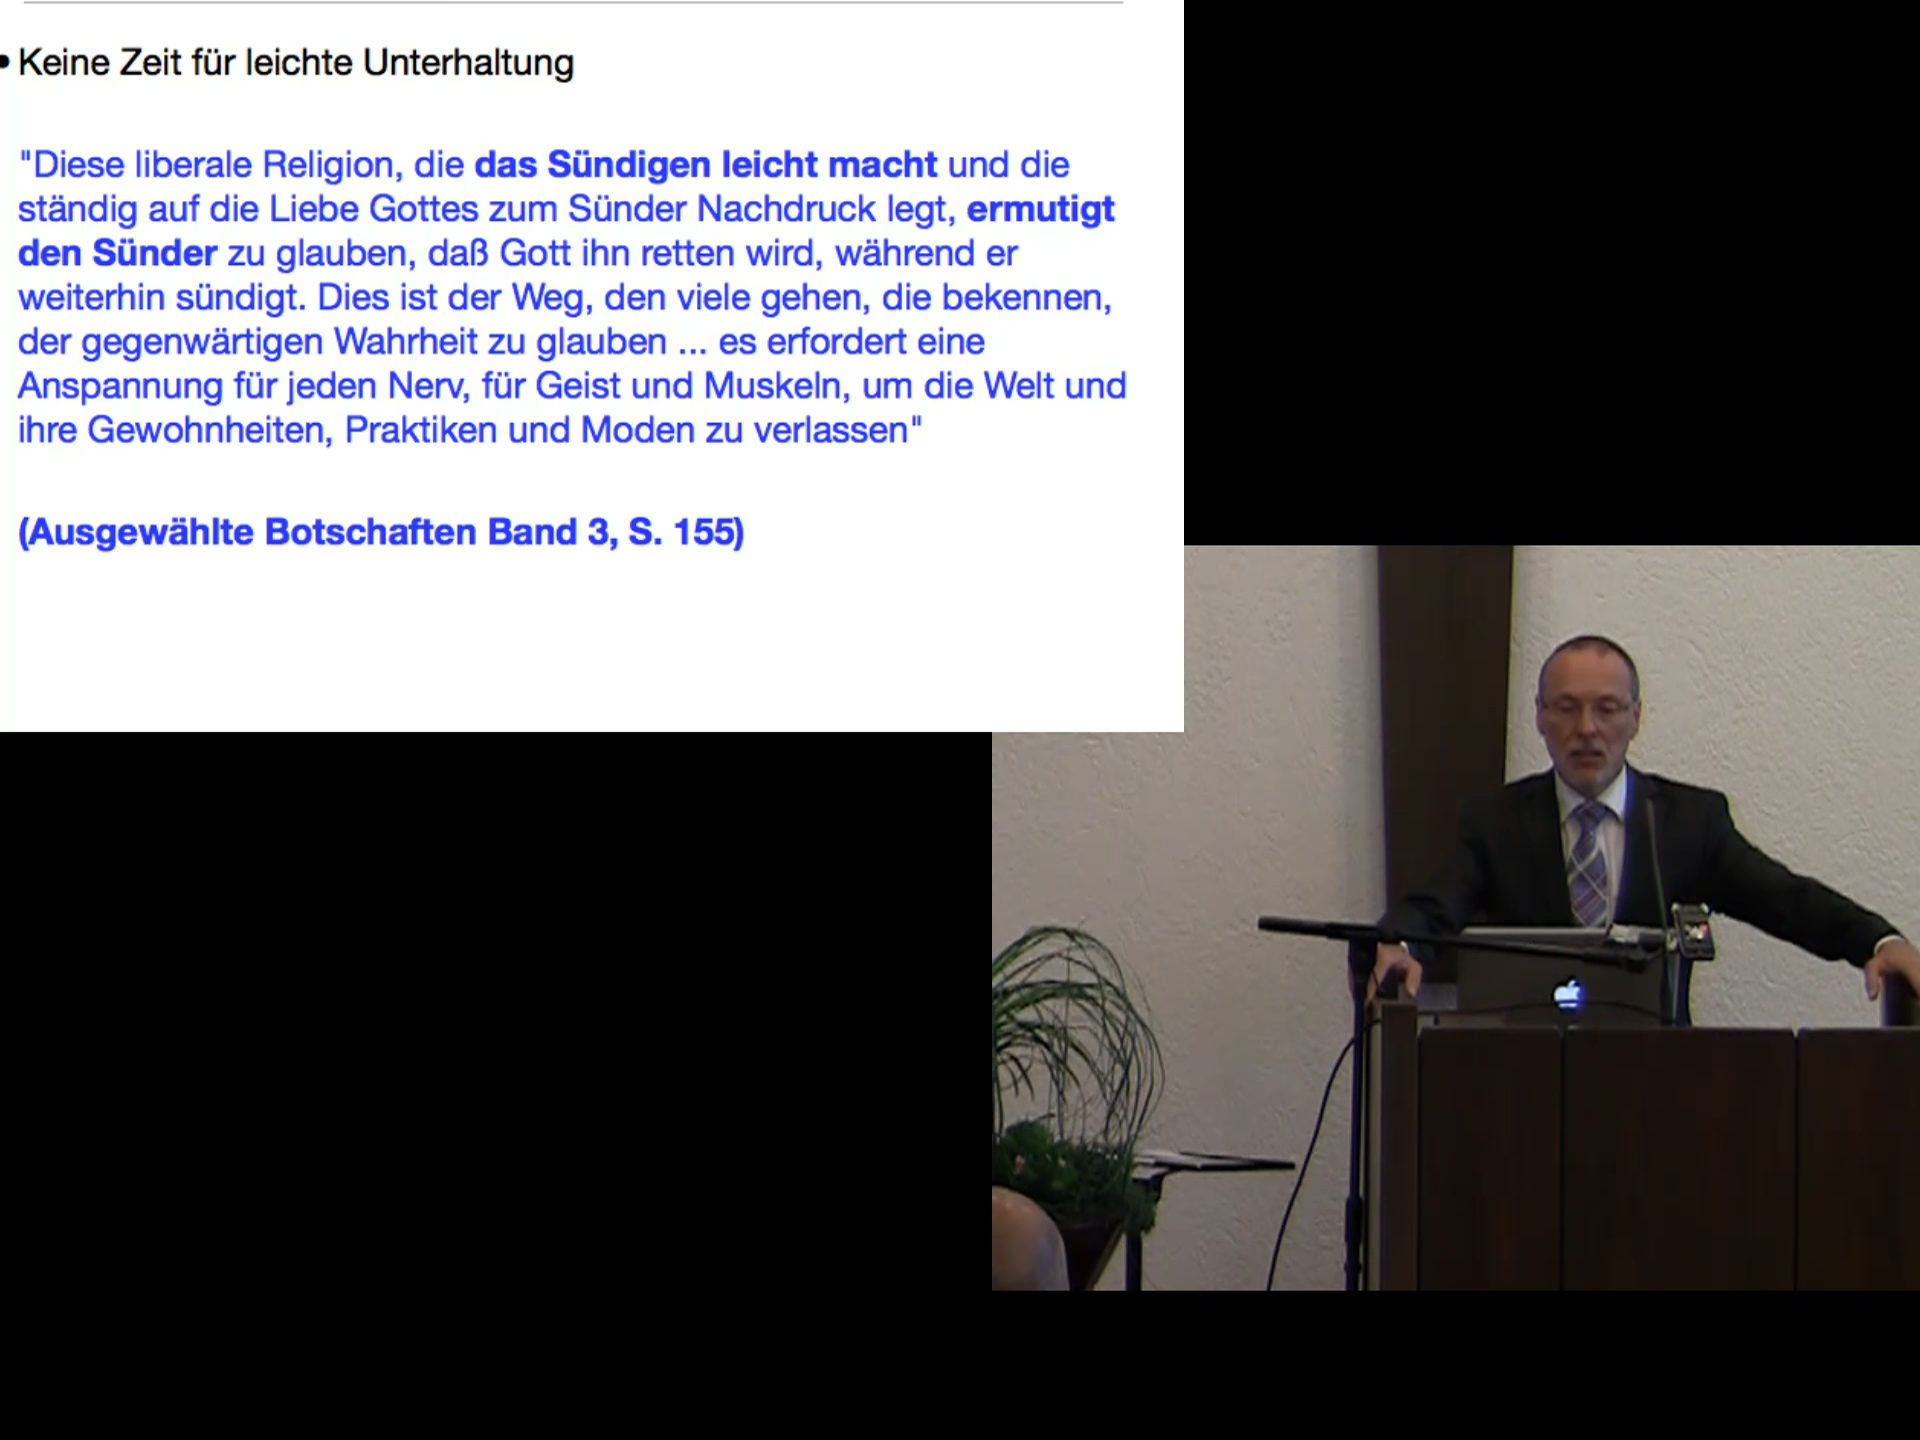 • Keine Zeit für leichte Unterhaltung
"Diese liberale Religion, die das Sündigen leicht macht und die
ständig auf die Liebe Gottes zum Sünder Nachdruck legt, ermutigt
den Sünder zu glauben, daß Gott ihn retten wird, während er
weiterhin sündigt. Dies ist der Weg, den viele gehen, die bekennen,
der gegenwärtigen Wahrheit zu glauben ... es erfordert eine
Anspannung für jeden Nerv, für Geist und Muskeln, um die Welt und
ihre Gewohnheiten, Praktiken und Moden zu verlassen"
(Ausgewählte Botschaften Band 3, S. 155)